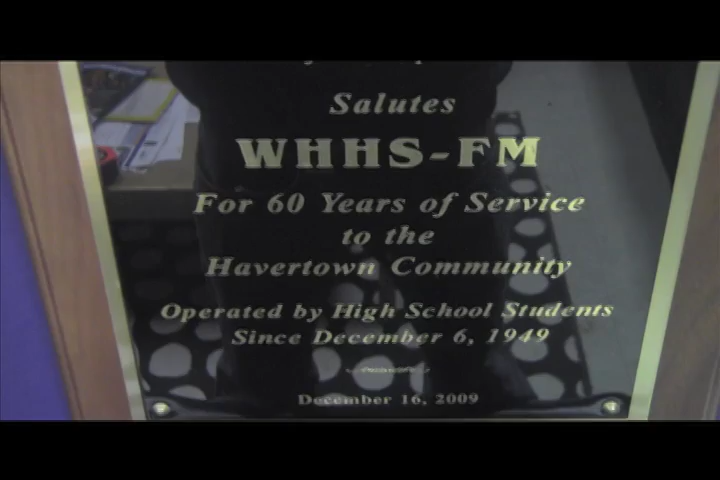 Salutes
WHHS-FM
For 60 Years of Service
to the
Havertown Community
Operated by High School Students
Since December 6, 1949
December 16, 2009